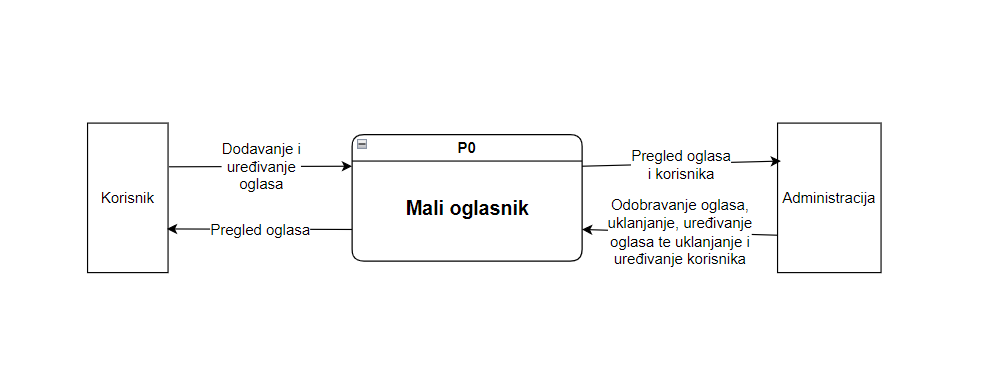 Korisnik
Dodavanje i
uređivanje
oglasa
Pregled oglasa
P0
Mali oglasnik
Pregled oglasa
i korisnika
Odobravanje oglasa,
uklanjanje, uređivanje
oglasa te uklanjanje i
uređivanje korisnika
Administracija